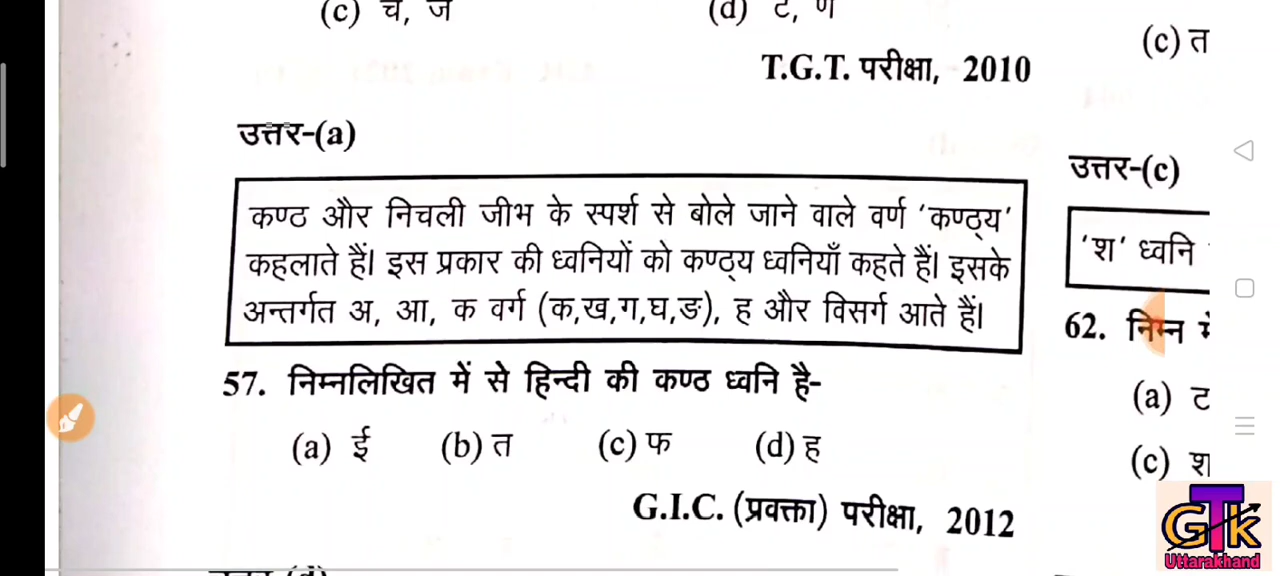 (c) च, ज
(d) ट, ण
T.G.T. परीक्षा, 2010
उत्तर-(a)
कण्ठ और निचली जीभ के स्पर्श से बोले जाने वाले वर्ण 'कण्ठ्य'
कहलाते हैं। इस प्रकार की ध्वनियों को कण्ठ्य ध्वनियाँ कहते हैं। इसके
अन्तर्गत अ, आ, क वर्ग (क,ख,ग,घ,ङ), ह और विसर्ग आते हैं।
57. निम्नलिखित में से हिन्दी की कण्ठ ध्वनि है-
(a) ई (b) त (c) फ (d) ह
G.I.C. (प्रवक्ता) परीक्षा, 2012
उत्तर-(d)
(c) त
उत्तर-(c)
'श' ध्वनि
62. निम्न में
(a) ट
(c) श
GTK
Uttarakhand